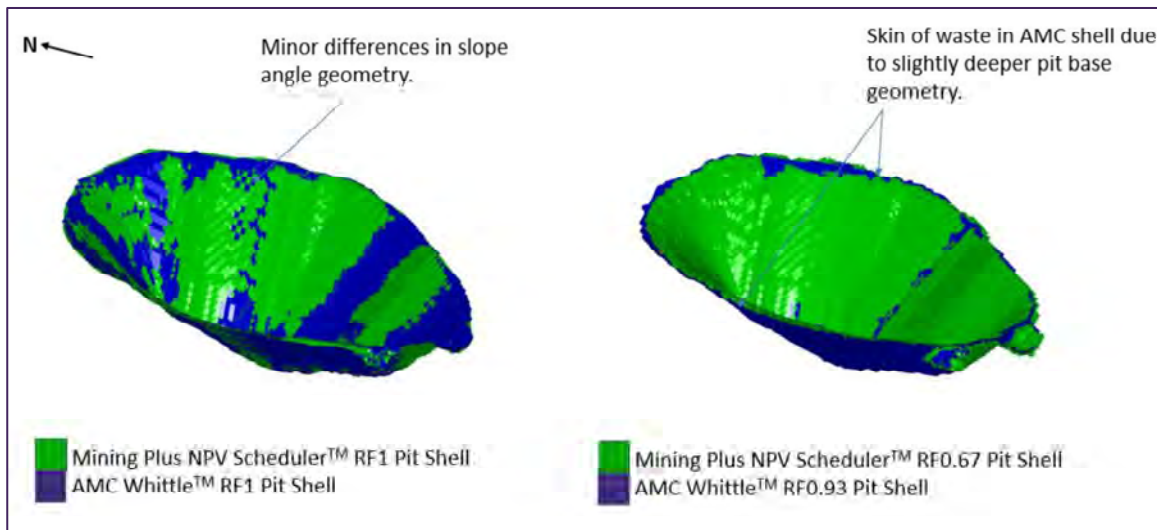 N
Minor differences in slope
angle geometry.
Skin of waste in AMC shell due
to slightly deeper pit base
geometry.
Mining Plus NPV Scheduler™ RF1 Pit Shell
AMC Whittle™ RF1 Pit Shell
Mining Plus NPV Scheduler™ RF0.67 Pit Shell
AMC Whittle™ RF0.93 Pit Shell